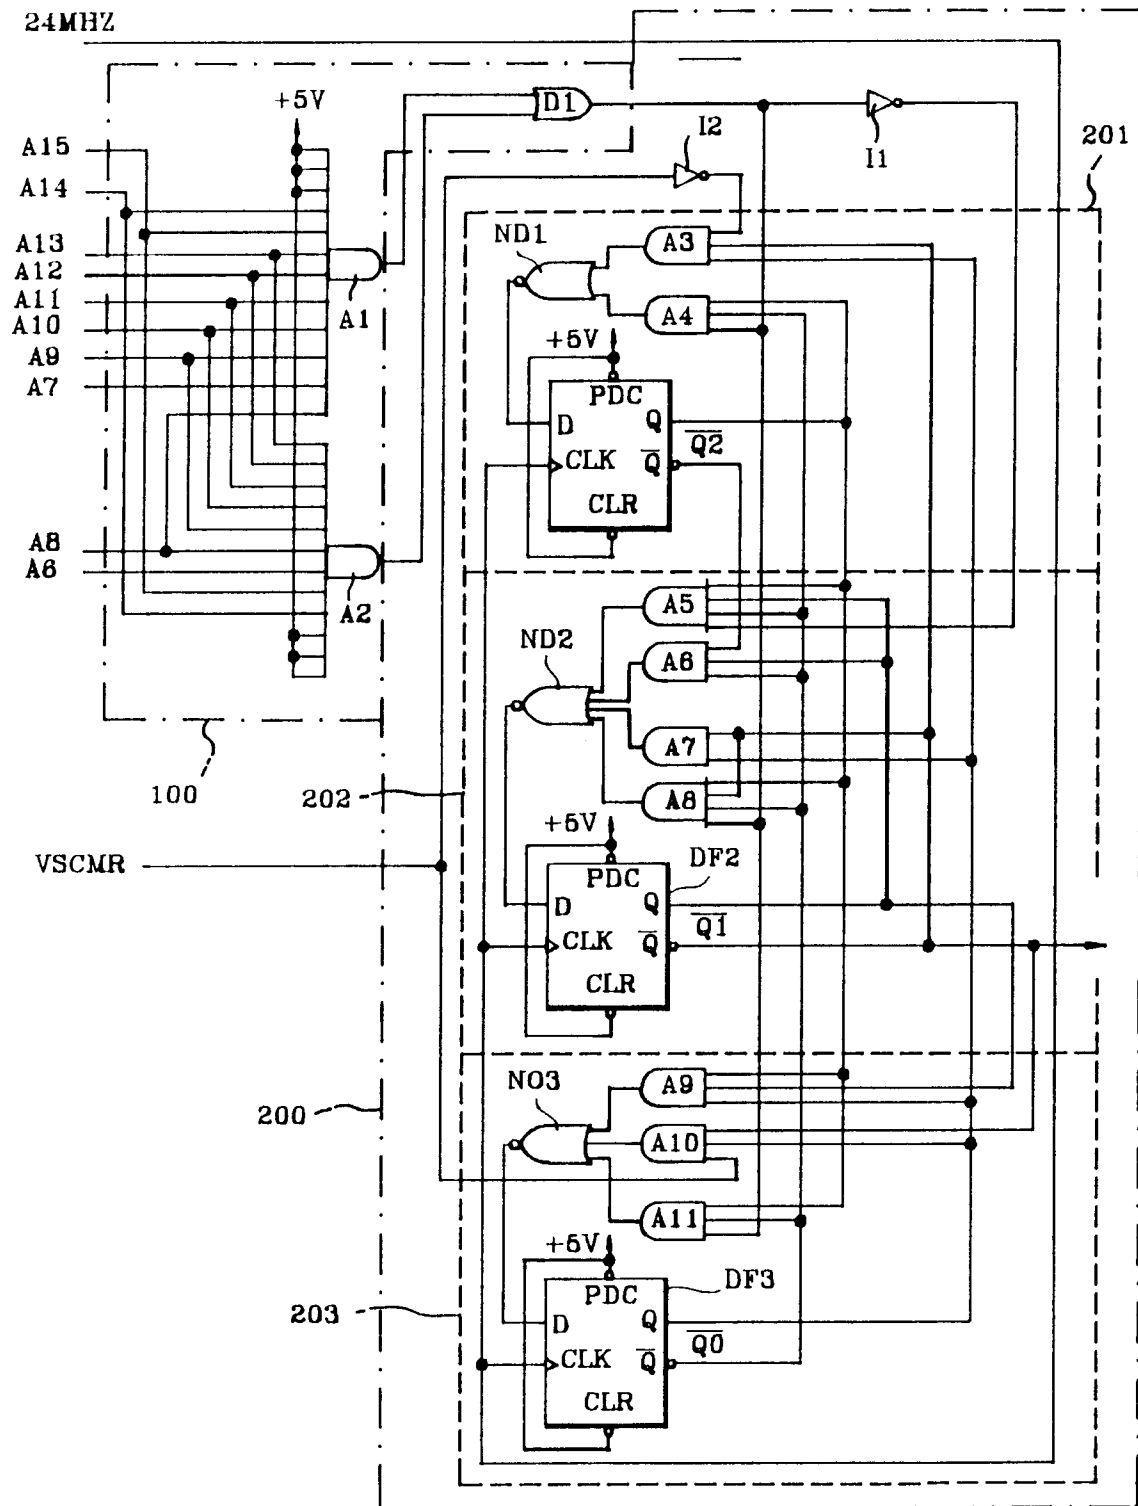 24MHZ
+5V
D1
I2
I1
201
A15
A14
A13
A12
A11
A10
A9
A7
A1
ND1
A3
A4
+5V
PDC
D
Q
Q2
CLK
Q
CLR
A8
A6
A2
A5
ND2
A6
A7
A8
100
202
+5V
VSCMR
PDC
DF2
D
Q
Q1
CLK
Q
CLR
NO3
A9
200
A10
A11
+5V
DF3
PDC
203
D
Q
Q0
CLK
Q
CLR